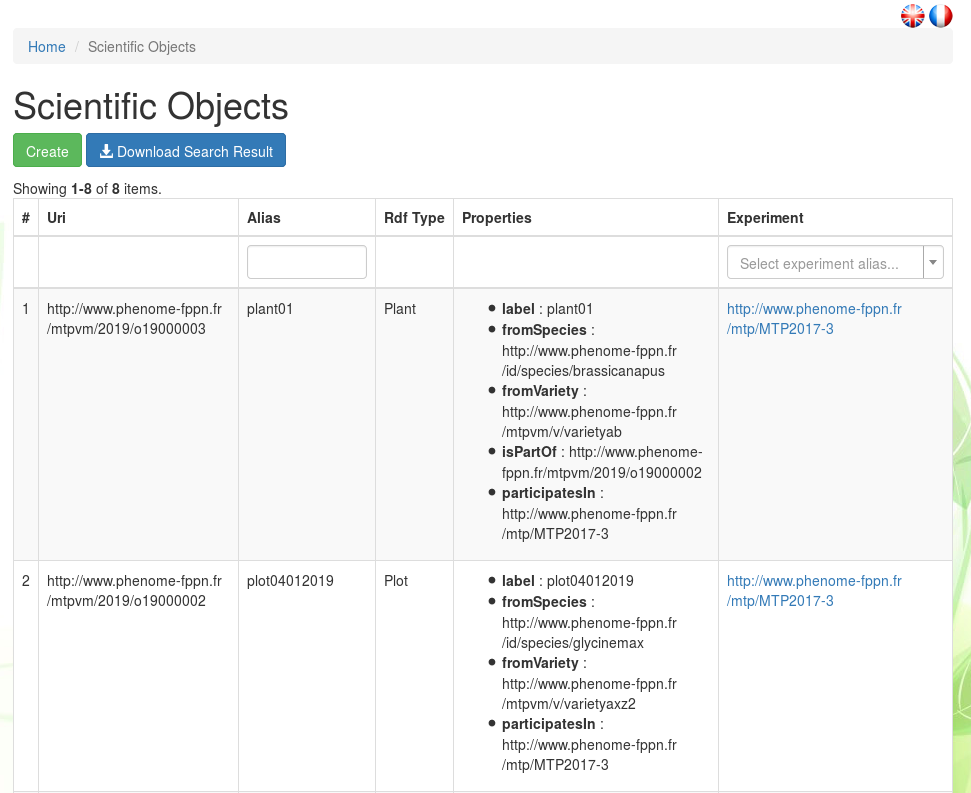 Home / Scientific Objects
Scientific Objects
Create
Download Search Result
Showing 1-8 of 8 items.
# Uri Alias Rdf Type Properties Experiment
Select experiment alias...
1 http://www.phenome-fppn.fr
/mtpvm/2019/o19000003
plant01
Plant
label : plant01
fromSpecies :
http://www.phenome-fppn.fr
/id/species/brassicanapus
fromVariety :
http://www.phenome-fppn.fr
/mtpvm/v/varietyab
isPartOf : http://www.phenome-
fppn.fr/mtpvm/2019/o19000002
participatesIn :
http://www.phenome-fppn.fr
/mtp/MTP2017-3
http://www.phenome-fppn.fr
/mtp/MTP2017-3
2 http://www.phenome-fppn.fr
/mtpvm/2019/o19000002
plot04012019
Plot
label : plot04012019
fromSpecies :
http://www.phenome-fppn.fr
/id/species/glycinemax
fromVariety :
http://www.phenome-fppn.fr
/mtpvm/v/varietyaxz2
participatesIn :
http://www.phenome-fppn.fr
/mtp/MTP2017-3
http://www.phenome-fppn.fr
/mtp/MTP2017-3